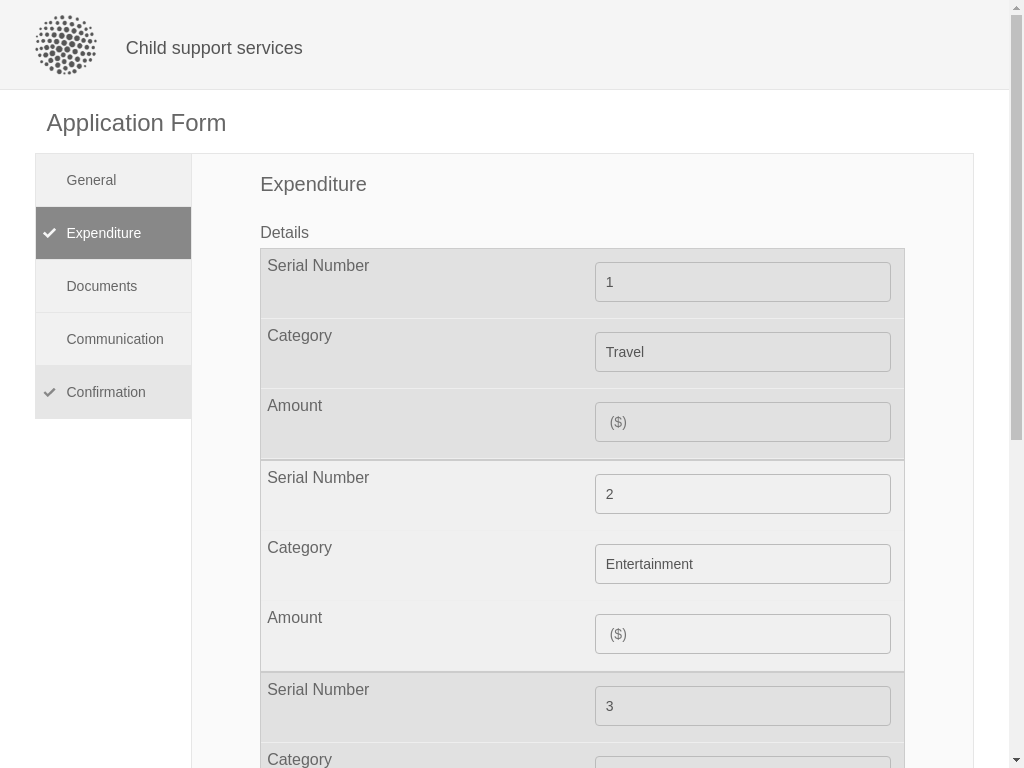 Child support services
Application Form
General
Expenditure
Documents
Communication
Confirmation
Expenditure
Details
Serial Number
1
Category
Travel
Amount
($)
Serial Number
2
Category
Entertainment
Amount
($)
Serial Number
3
Category